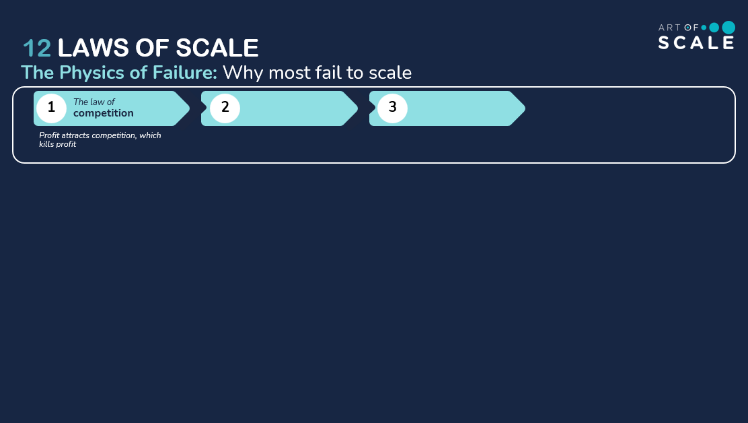 12 LAWS OF SCALE
ART OF
SCALE
The Physics of Failure: Why most fail to scale
1
The law of
competition
2
3
Profit attracts competition, which
kills profit